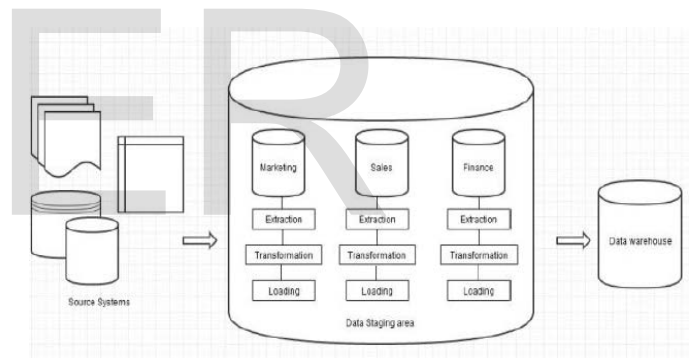 ER
Marketing
Sales
Finance
Extraction
Extraction
Extraction
Transformation
Transformation
Transformation
Loading
Loading
Loading
Data Staging area
Source Systems
Data warehouse